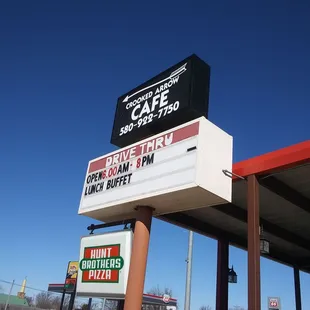 CROOKED ARROW
CAFE
580-922-7750
DRIVE THRU
OPEN 6:00AM - 8PM
LUNCH BUFFET
HUNT
BROTHERS
PIZZA